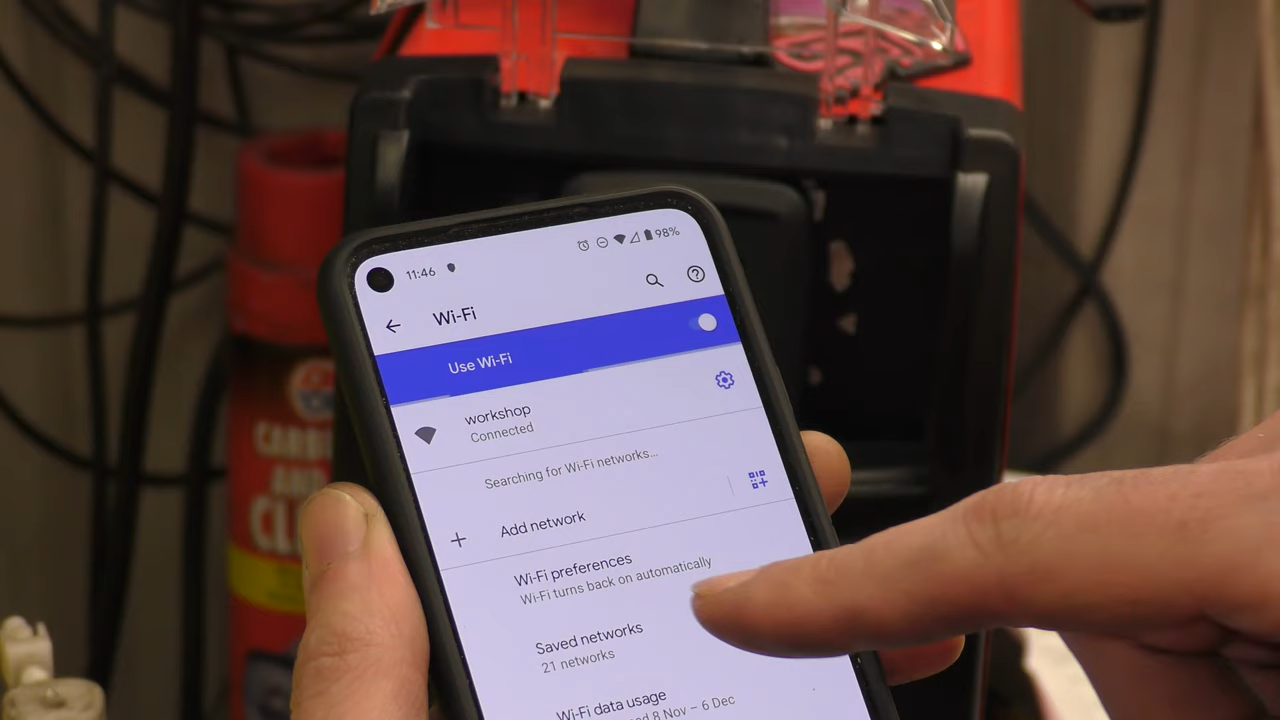 11:46
98%
Wi-Fi
Use Wi-Fi
workshop
Connected
Searching for Wi-Fi networks...
Add network
Wi-Fi preferences
Wi-Fi turns back on automatically
Saved networks
21 networks
Wi-Fi data usage
8 Nov – 6 Dec
AND